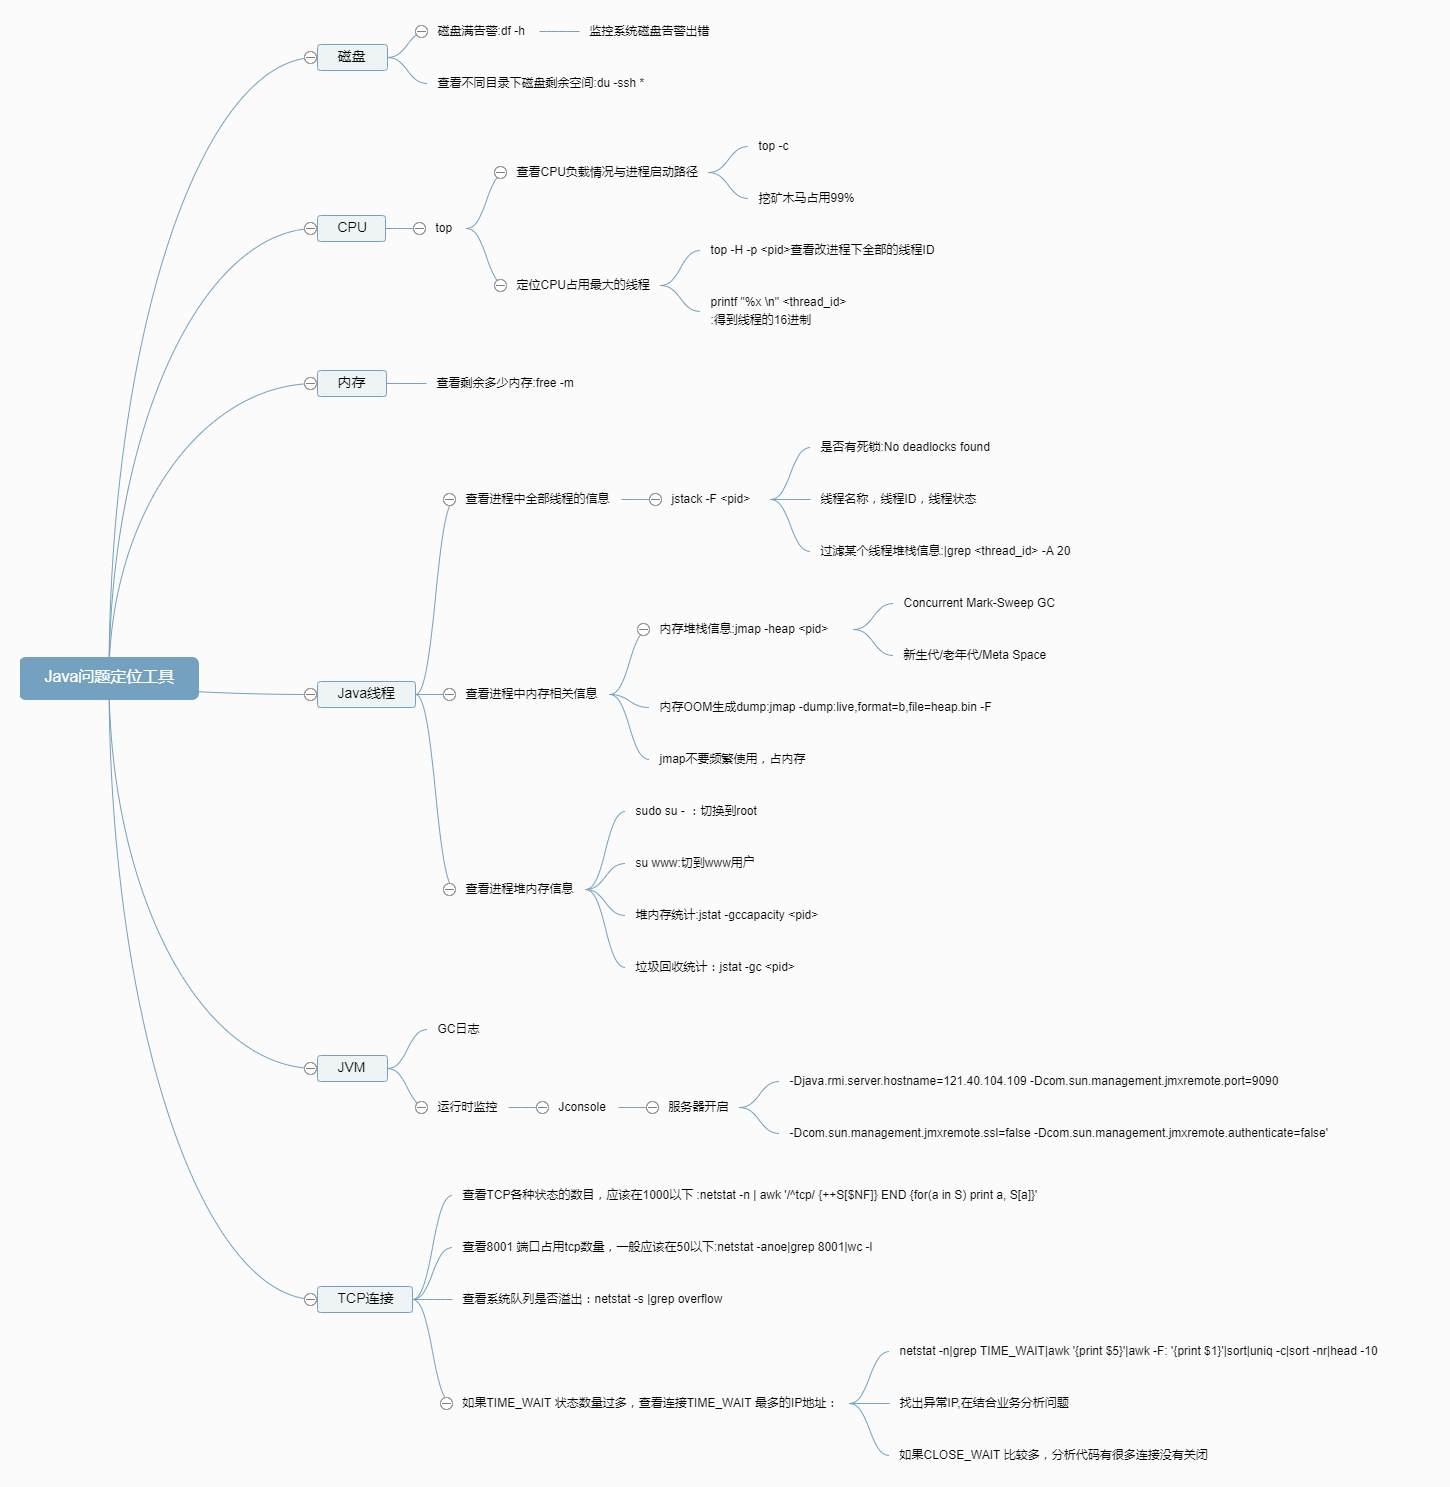 磁盘满告警:df -h
监控系统磁盘告警出错
磁盘
查看不同目录下磁盘剩余空间:du -ssh *
top -c
查看CPU负载情况与进程启动路径
挖矿木马占用99%
CPU
top
top -H -p <pid>查看改进程下全部的线程ID
定位CPU占用最大的线程
printf "%x \n" <thread_id>
:得到线程的16进制
内存
查看剩余多少内存:free -m
是否有死锁:No deadlocks found
查看进程中全部线程的信息
jstack -F <pid>
线程名称，线程ID，线程状态
过滤某个线程堆栈信息:|grep <thread_id> -A 20
Concurrent Mark-Sweep GC
内存堆栈信息:jmap -heap <pid>
新生代/老年代/Meta Space
Java问题定位工具
Java线程
查看进程中内存相关信息
内存OOM生成dump:jmap -dump:live,format=b,file=heap.bin -F
jmap不要频繁使用，占内存
sudo su - ：切换到root
su www:切到www用户
查看进程堆内存信息
堆内存统计:jstat -gccapacity <pid>
垃圾回收统计：jstat -gc <pid>
GC日志
JVM
-Djava.rmi.server.hostname=121.40.104.109 -Dcom.sun.management.jmxremote.port=9090
运行时监控
Jconsole
服务器开启
-Dcom.sun.management.jmxremote.ssl=false -Dcom.sun.management.jmxremote.authenticate=false'
查看TCP各种状态的数目，应该在1000以下 :netstat -n | awk '/^tcp/ {++S[$NF]} END {for(a in S) print a, S[a]}'
查看8001 端口占用tcp数量，一般应该在50以下:netstat -anoe|grep 8001|wc -l
TCP连接
查看系统队列是否溢出：netstat -s |grep overflow
netstat -n|grep TIME_WAIT|awk '{print $5}'|awk -F: '{print $1}'|sort|uniq -c|sort -nr|head -10
如果TIME_WAIT 状态数量过多，查看连接TIME_WAIT 最多的IP地址：
找出异常IP,在结合业务分析问题
如果CLOSE_WAIT 比较多，分析代码有很多连接没有关闭